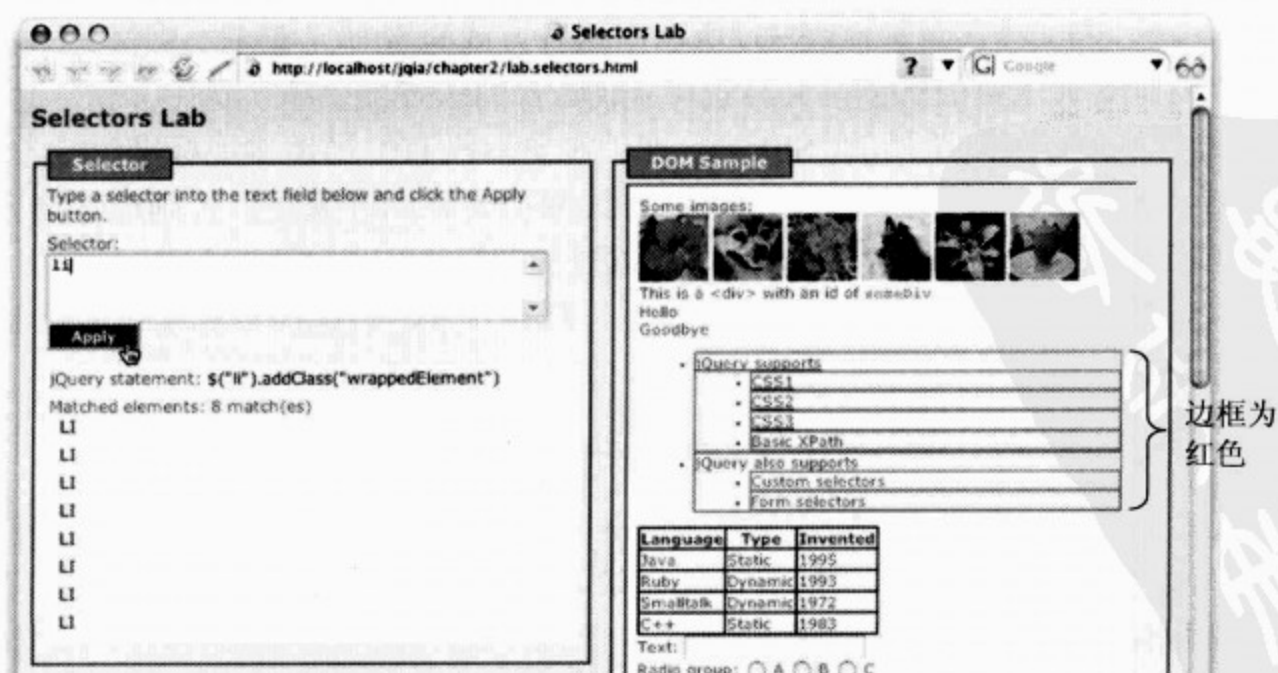 Selectors Lab
http://localhost/jqia/chapter2/lab.selectors.html
?
G Google
Selectors Lab
Selector
Type a selector into the text field below and click the Apply
button.
Selector:
li
Apply
jQuery statement: $("li").addClass("wrappedElement")
Matched elements: 8 match(es)
LI
LI
LI
LI
LI
LI
LI
LI
DOM Sample
Some images:
This is a <div> with an id of someDiv
Hello
Goodbye
jQuery supports
CSS1
CSS2
CSS3
Basic XPath
jQuery also supports
Custom selectors
Form selectors
边框为
红色
Language Type Invented
Java Static 1995
Ruby Dynamic 1993
Smalltalk Dynamic 1972
C++ Static 1983
Text:
Radio group: A B C